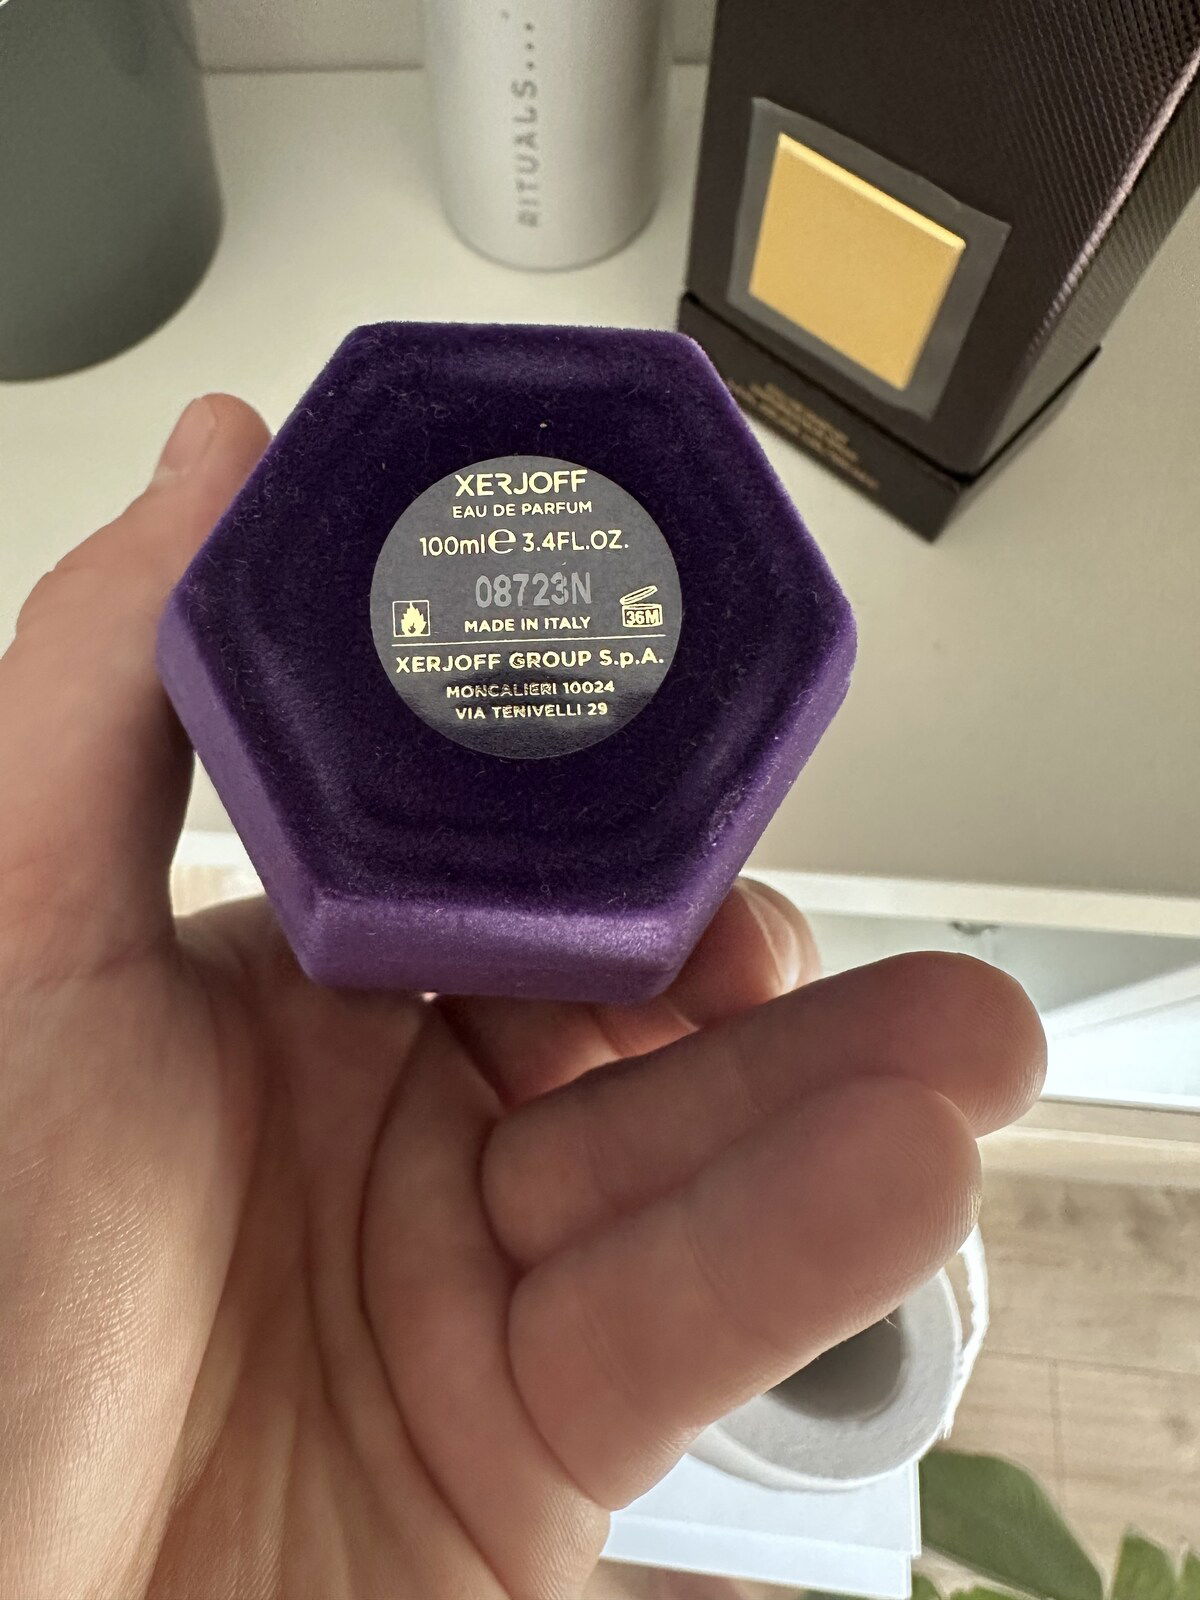 RITUALS...
XERJOFF
EAU DE PARFUM
100ml℮ 3.4FL.OZ.
08723N
36M
MADE IN ITALY
XERJOFF GROUP S.p.A.
MONCALIERI 10024
VIA TENIVELLI 29